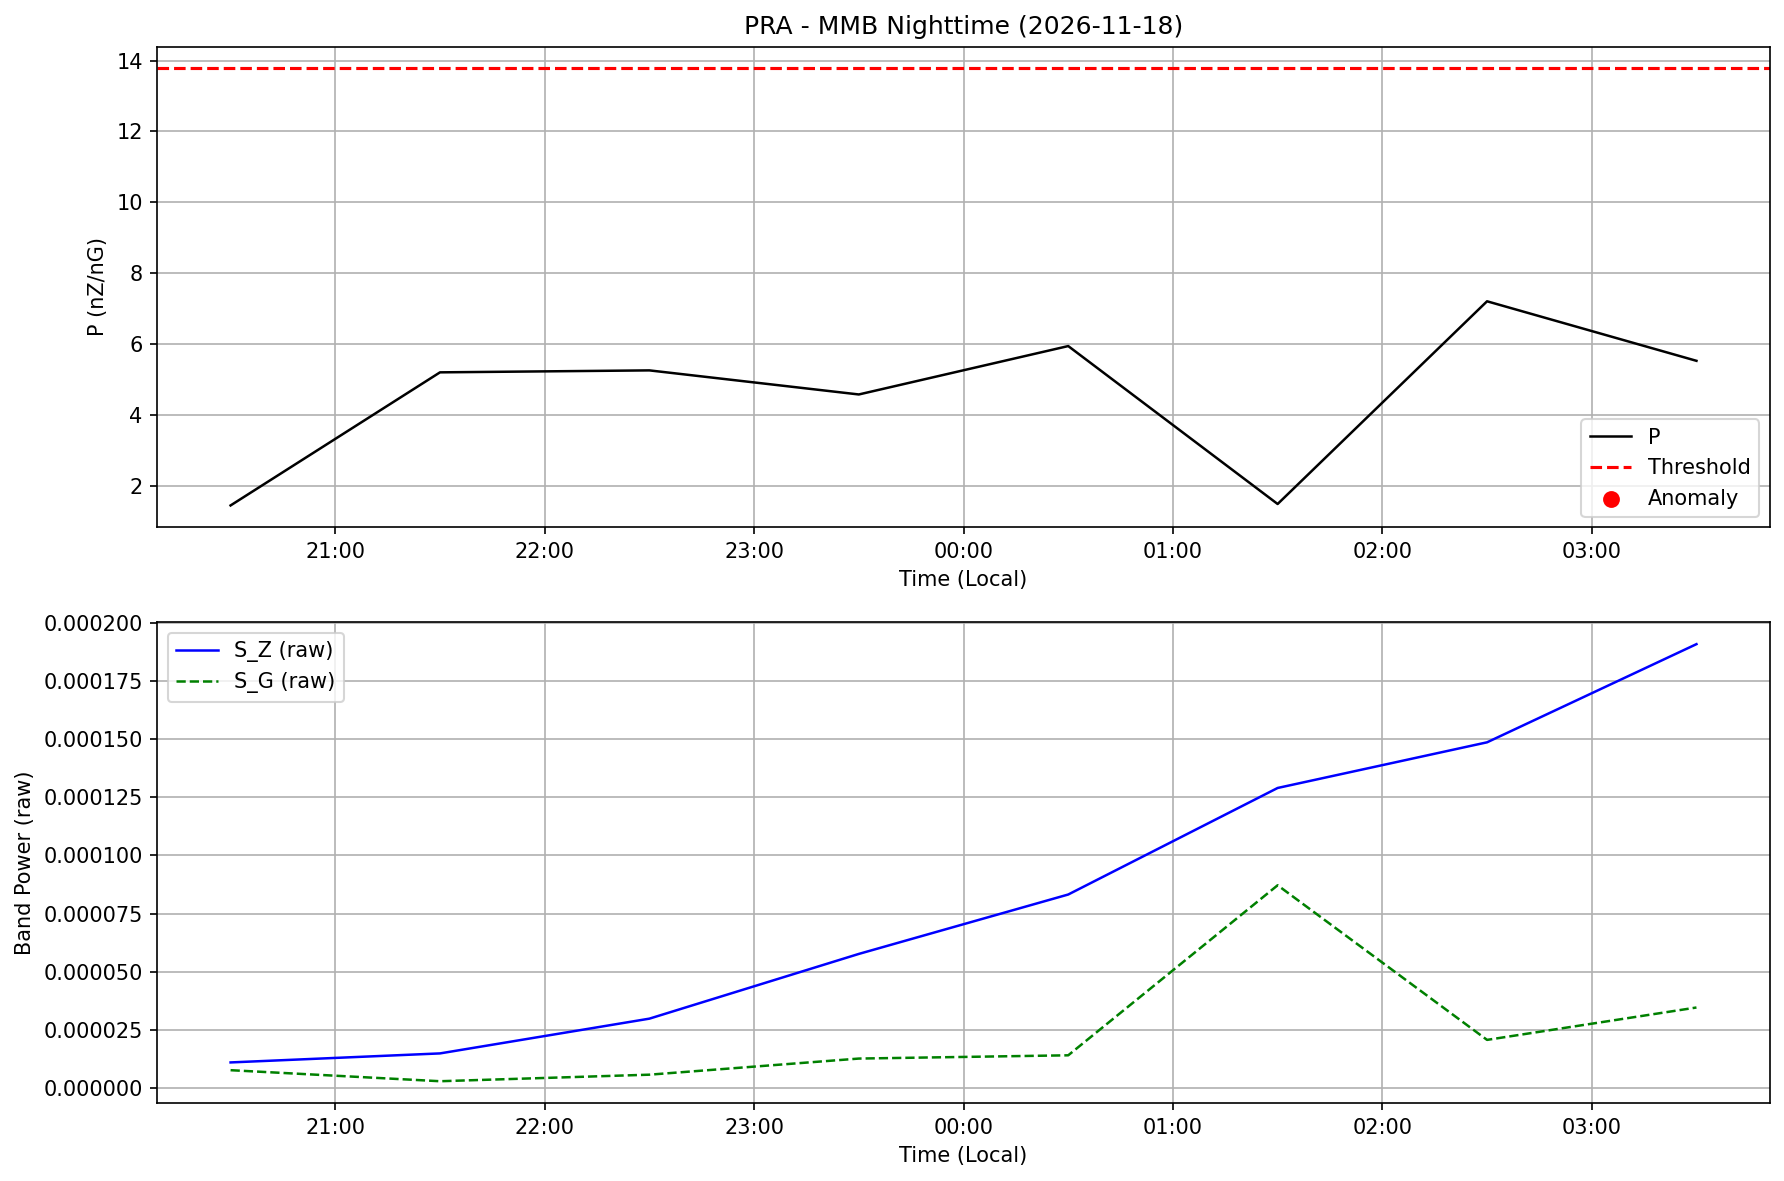 PRA - MMB Nighttime (2026-11-18)
14
12
10
8
6
4
2
P (nZ/nG)
P
Threshold
Anomaly
21:00 22:00 23:00 00:00 01:00 02:00 03:00
Time (Local)
0.000200
0.000175
0.000150
0.000125
0.000100
0.000075
0.000050
0.000025
0.000000
Band Power (raw)
S_Z (raw)
S_G (raw)
21:00 22:00 23:00 00:00 01:00 02:00 03:00
Time (Local)